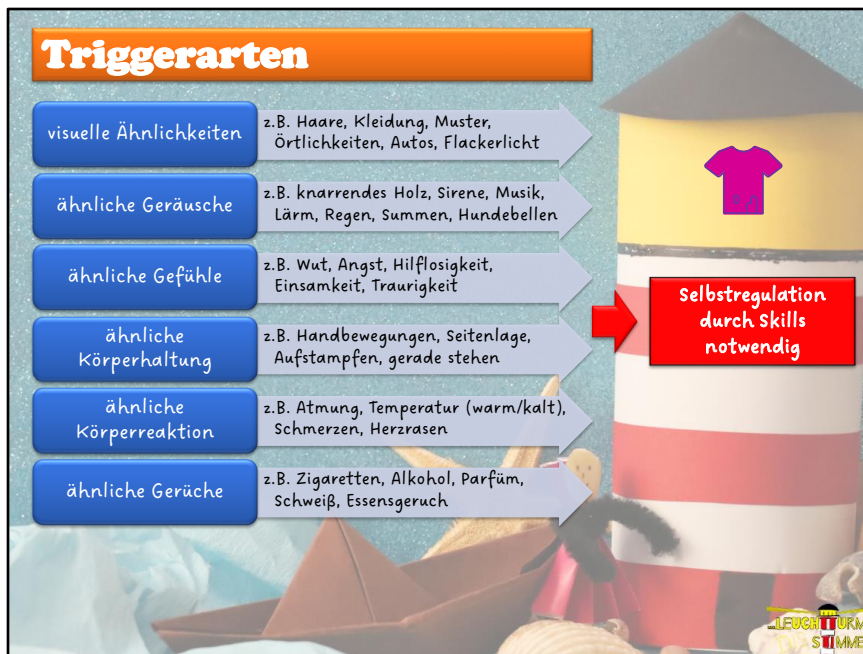 Triggerarten
visuelle Ähnlichkeiten
z.B. Haare, Kleidung, Muster,
Örtlichkeiten, Autos, Flackerlicht
ähnliche Geräusche
z.B. knarrendes Holz, Sirene, Musik,
Lärm, Regen, Summen, Hundebellen
ähnliche Gefühle
z.B. Wut, Angst, Hilflosigkeit,
Einsamkeit, Traurigkeit
ähnliche
Körperhaltung
z.B. Handbewegungen, Seitenlage,
Aufstampfen, gerade stehen
ähnliche
Körperreaktion
z.B. Atmung, Temperatur (warm/kalt),
Schmerzen, Herzrasen
ähnliche Gerüche
z.B. Zigaretten, Alkohol, Parfüm,
Schweiß, Essensgeruch
Selbstregulation
durch Skills
notwendig